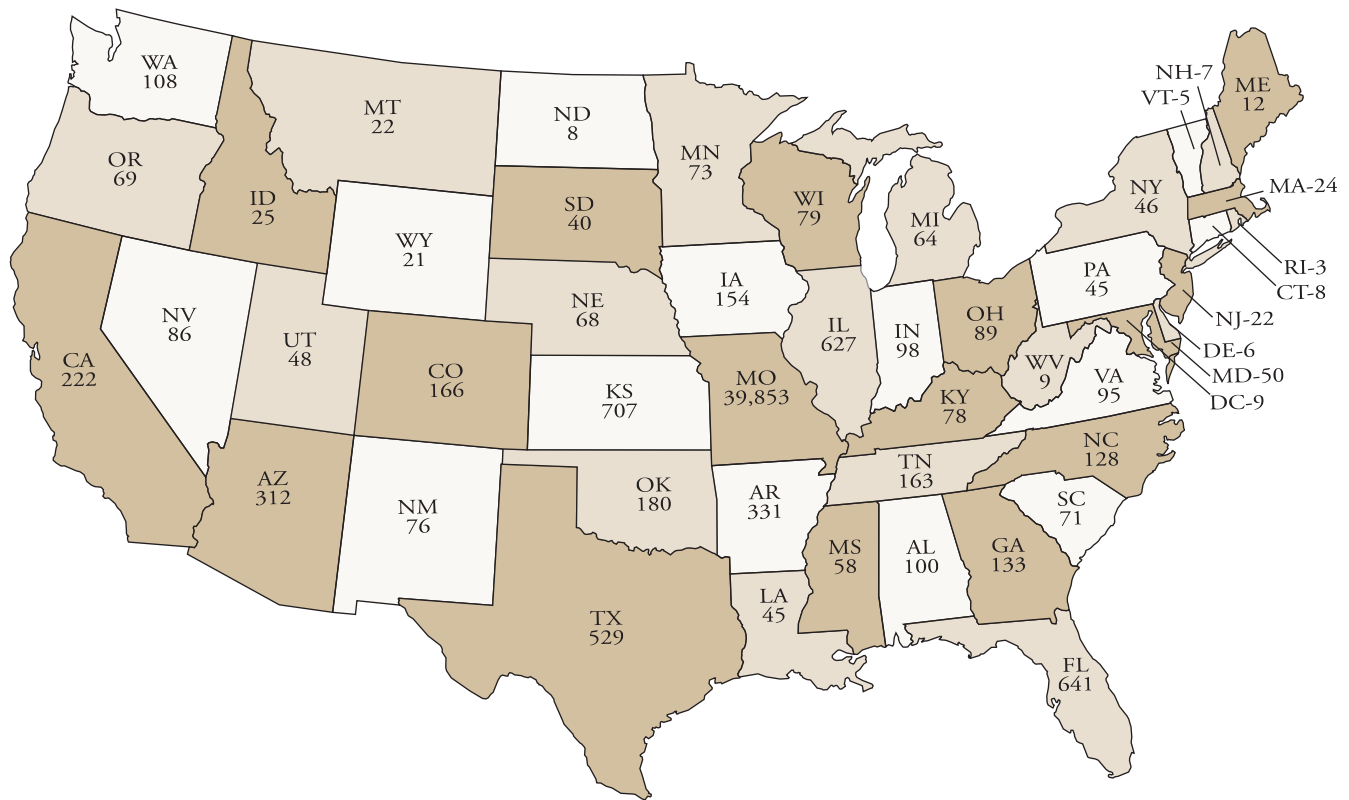 WA
108
OR
69
ID
25
MT
22
ND
8
SD
40
WY
21
CA
222
NV
86
UT
48
CO
166
AZ
312
NM
76
NE
68
KS
707
OK
180
TX
529
MN
73
IA
154
MO
39,853
AR
331
LA
45
WI
79
IL
627
MI
64
IN
98
OH
89
KY
78
TN
163
MS
58
AL
100
GA
133
FL
641
SC
71
NC
128
VA
95
WV
9
PA
45
NY
46
ME
12
NH-7
VT-5
MA-24
RI-3
CT-8
NJ-22
DE-6
MD-50
DC-9